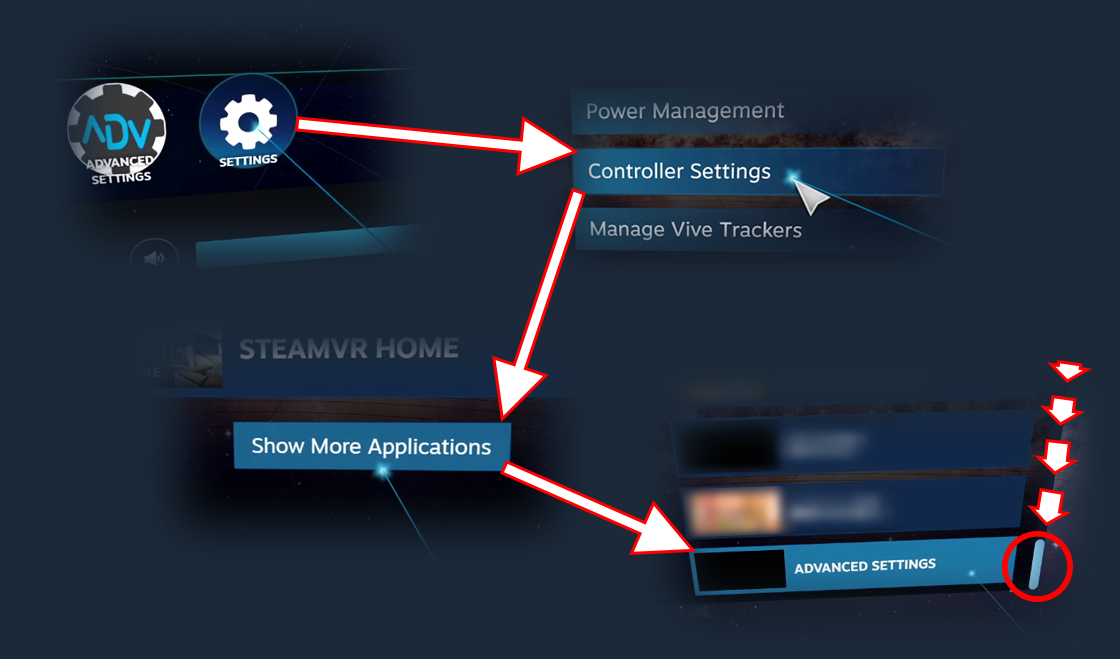 ADV
ADVANCED
SETTINGS
SETTINGS
Power Management
Controller Settings
Manage Vive Trackers
STEAMVR HOME
Show More Applications
ADVANCED SETTINGS